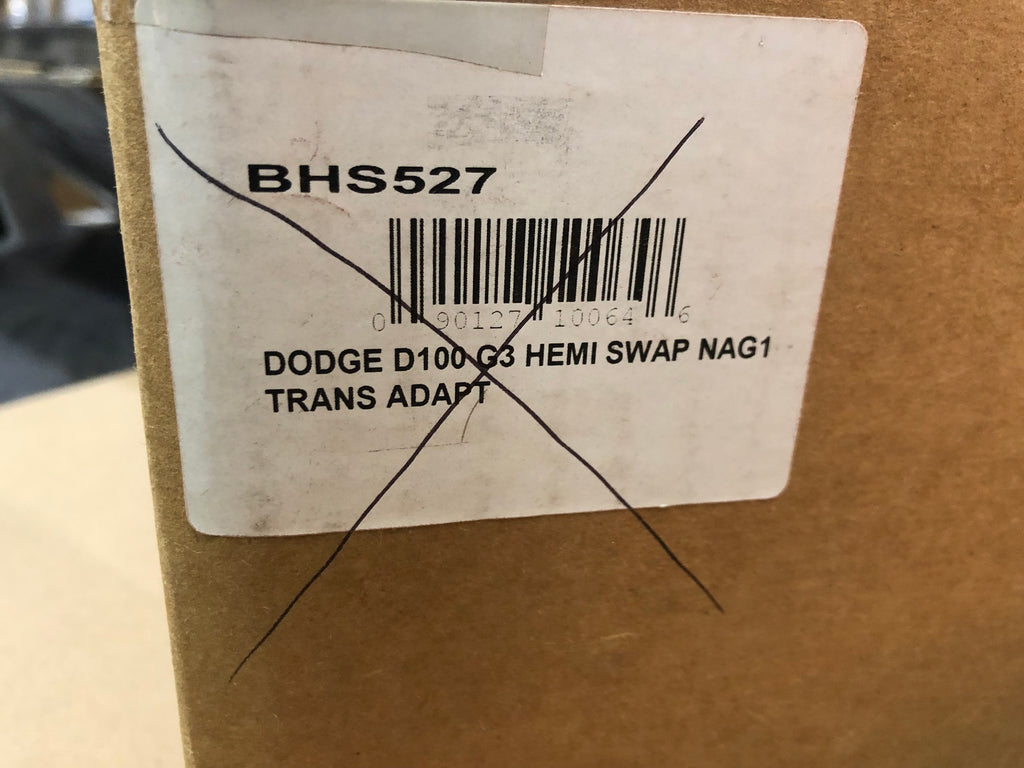 BHS527
0 90127 10064 6
DODGE D100 G3 HEMI SWAP NAG1
TRANS ADAPT